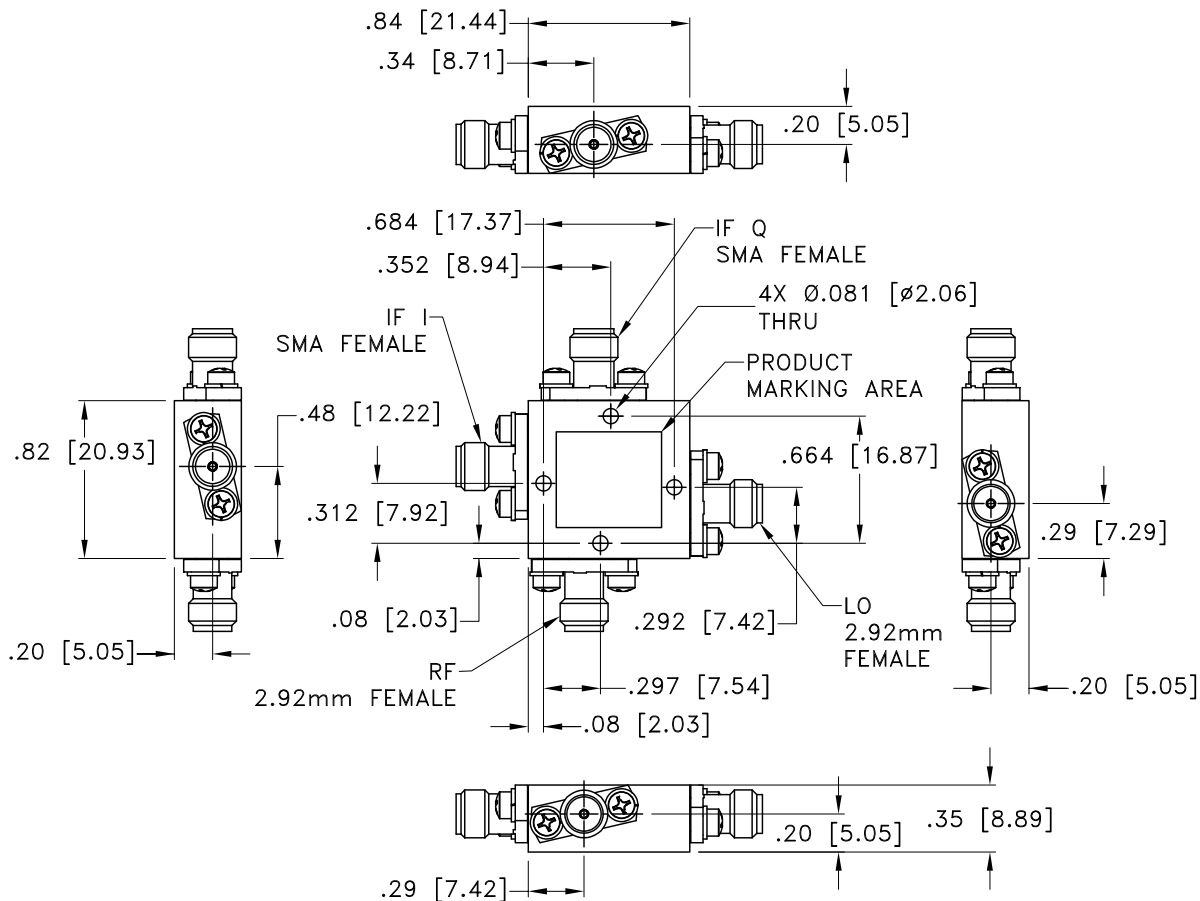 .84 [21.44]
.34 [8.71]
.20 [5.05]
.684 [17.37]
.352 [8.94]
IF Q
SMA FEMALE
4X Ø.081 [ø2.06]
THRU
IF I
SMA FEMALE
PRODUCT
MARKING AREA
.48 [12.22]
.82 [20.93]
.664 [16.87]
.312 [7.92]
.29 [7.29]
.08 [2.03]
.292 [7.42]
LO
2.92mm
FEMALE
.20 [5.05]
RF
2.92mm FEMALE
.297 [7.54]
.20 [5.05]
.08 [2.03]
.35 [8.89]
.20 [5.05]
.29 [7.42]